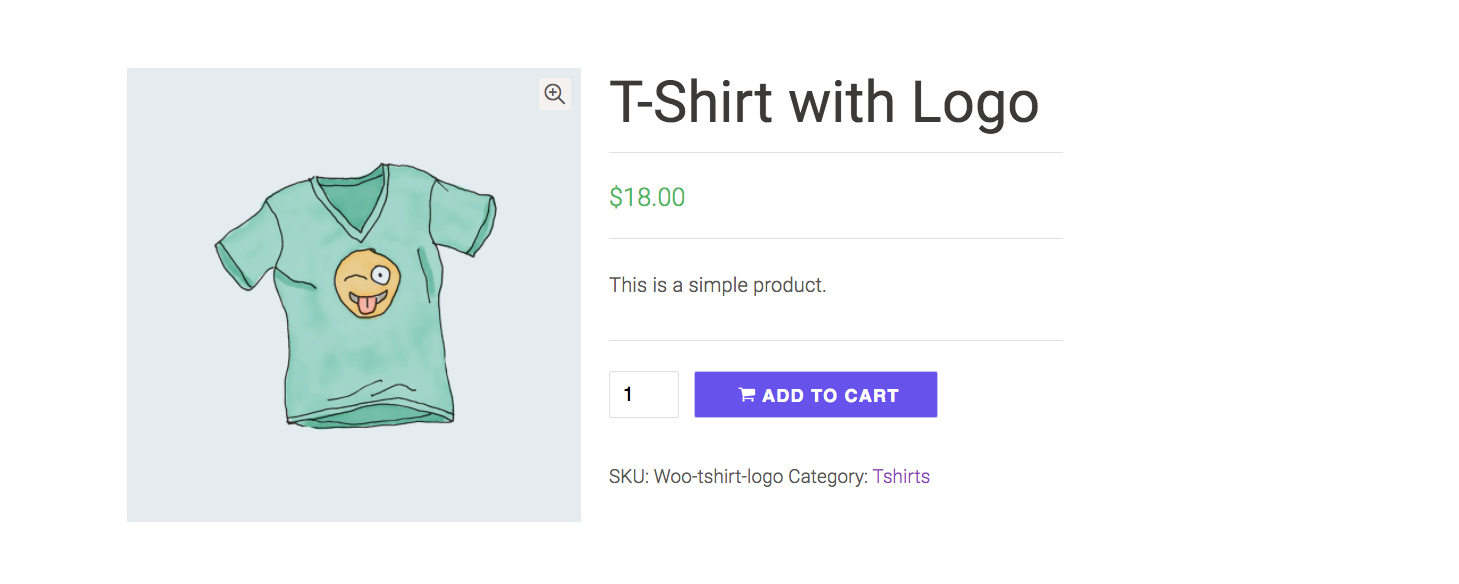 T-Shirt with Logo
$18.00
This is a simple product.
1
ADD TO CART
SKU: Woo-tshirt-logo Category: Tshirts